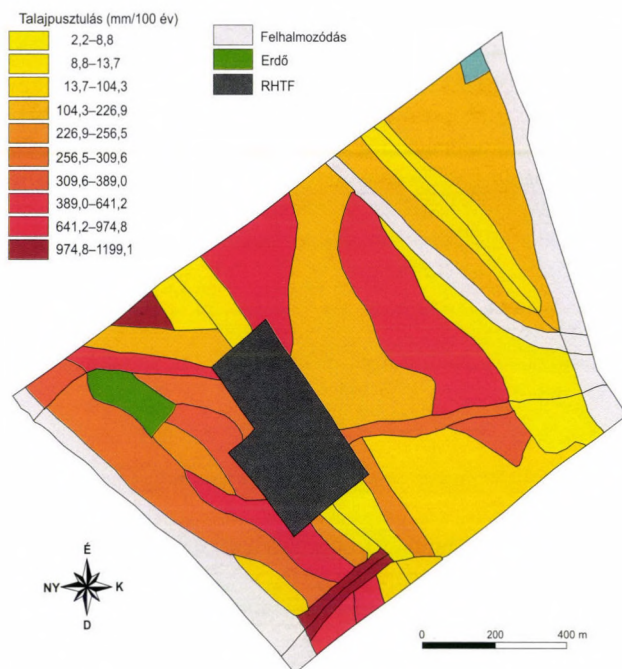 Talajpusztulás (mm/100 év)
2,2–8,8
8,8–13,7
13,7–104,3
104,3–226,9
226,9–256,5
256,5–309,6
309,6–389,0
389,0–641,2
641,2–974,8
974,8–1199,1
Felhalmozódás
Erdő
RHTF
É
NY K
D
0 200 400 m